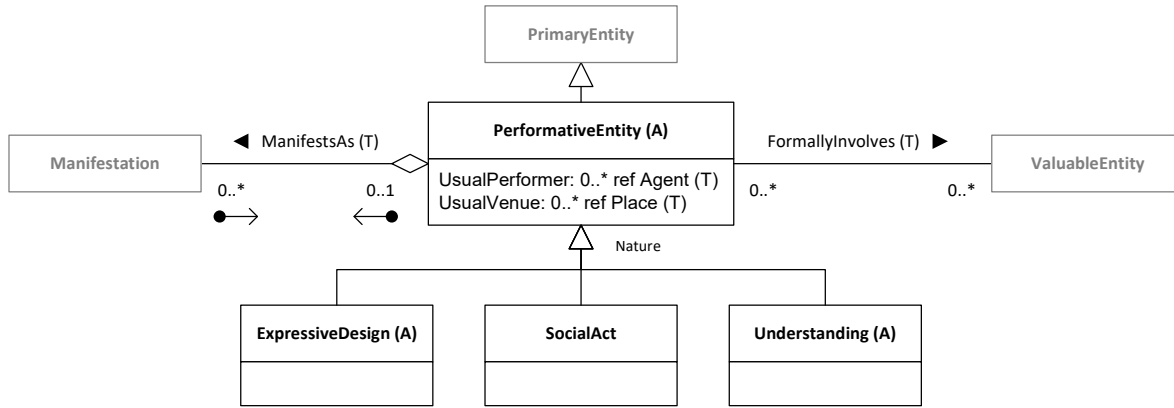 PrimaryEntity
PerformativeEntity (A)
◄ ManifestsAs (T)
FormallyInvolves (T) ►
Manifestation
ValuableEntity
UsualPerformer: 0..* ref Agent (T)
UsualVenue: 0..* ref Place (T)
0..*
0..1
0..*
0..*
Nature
ExpressiveDesign (A)
SocialAct
Understanding (A)